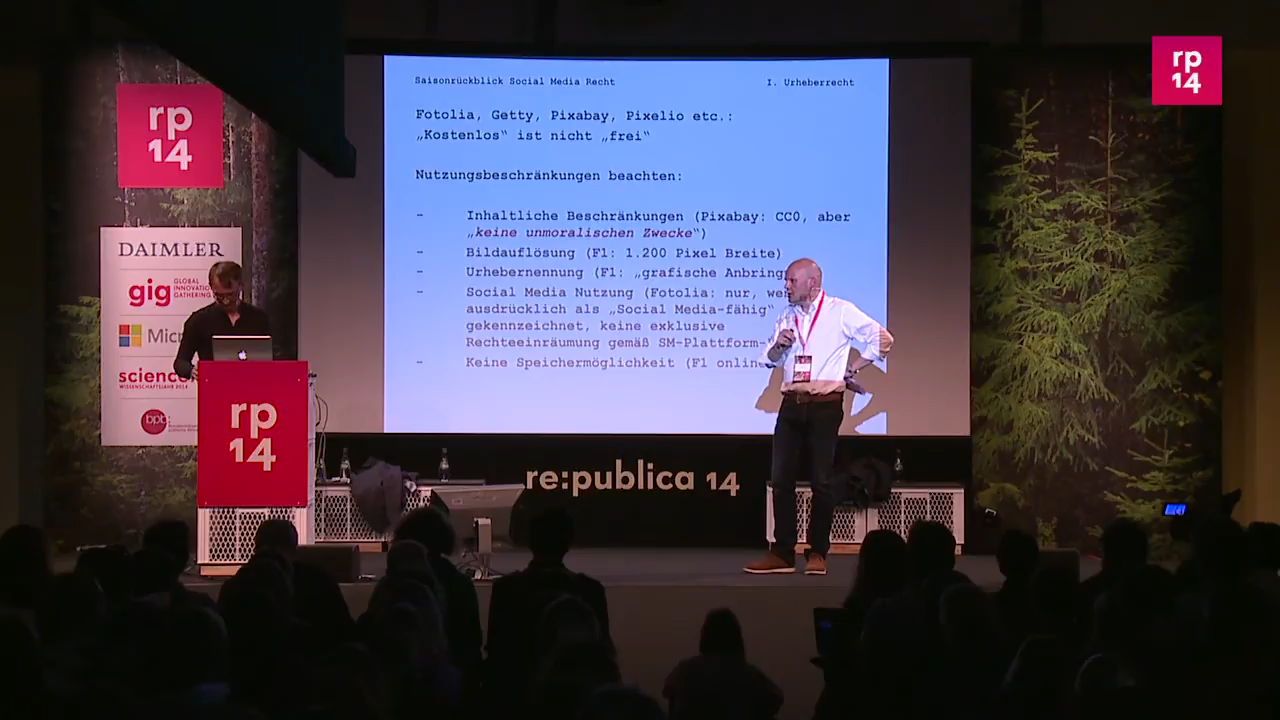 rp
14
rp
14
DAIMLER
gig GLOBAL
INNOVATION
GATHERING
Micr
science
WISSENSCHAFTSJAHR 2014
bpb:
rp
14
Saisonrückblick Social Media Recht I. Urheberrecht
Fotolia, Getty, Pixabay, Pixelio etc.:
„Kostenlos“ ist nicht „frei“
Nutzungsbeschränkungen beachten:
- Inhaltliche Beschränkungen (Pixabay: CC0, aber
„keine unmoralischen Zwecke“)
- Bildauflösung (F1: 1.200 Pixel Breite)
- Urhebernennung (F1: „grafische Anbring
- Social Media Nutzung (Fotolia: nur, we
ausdrücklich als „Social Media-fähig“
gekennzeichnet, keine exklusive
Rechteeinräumung gemäß SM-Plattform-
- Keine Speichermöglichkeit (F1 online
re:publica 14